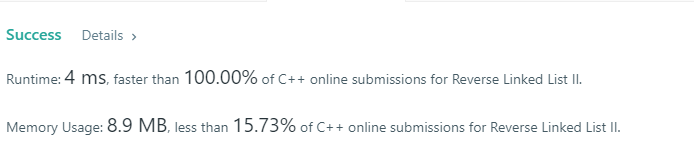 Success Details >
Runtime: 4 ms, faster than 100.00% of C++ online submissions for Reverse Linked List II.
Memory Usage: 8.9 MB, less than 15.73% of C++ online submissions for Reverse Linked List II.